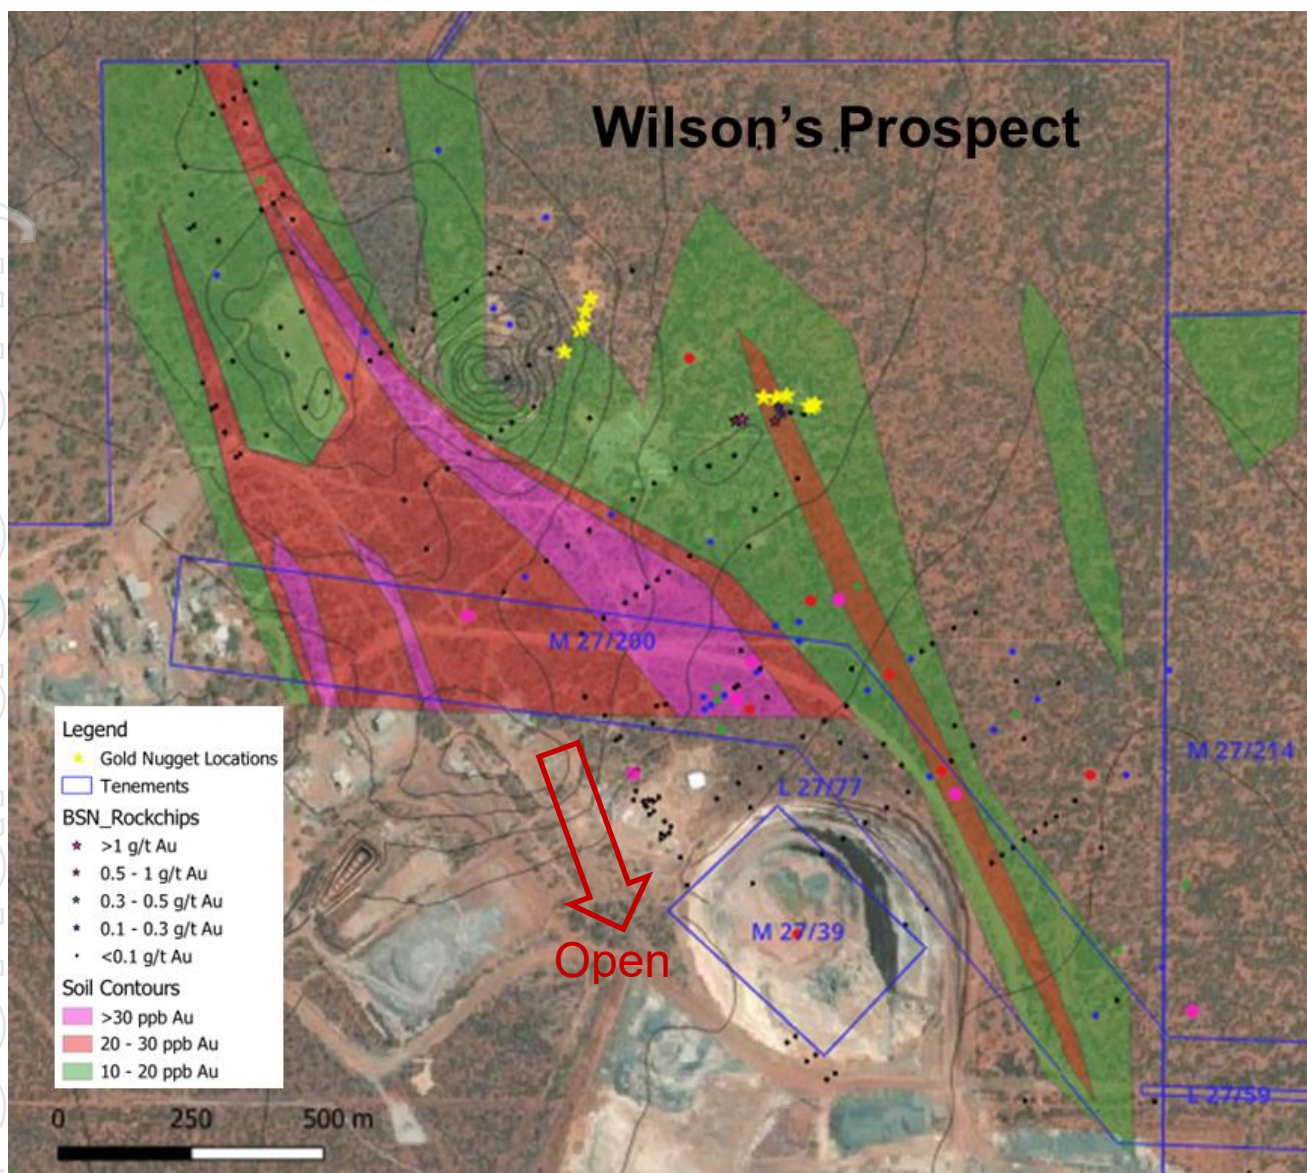 Wilson's Prospect
M 27/200
M 27/214
L 27/77
M 27/39
Open
L 27/59
Legend
Gold Nugget Locations
Tenements
BSN_Rockchips
>1 g/t Au
0.5 - 1 g/t Au
0.3 - 0.5 g/t Au
0.1 - 0.3 g/t Au
<0.1 g/t Au
Soil Contours
>30 ppb Au
20 - 30 ppb Au
10 - 20 ppb Au
0 250 500 m